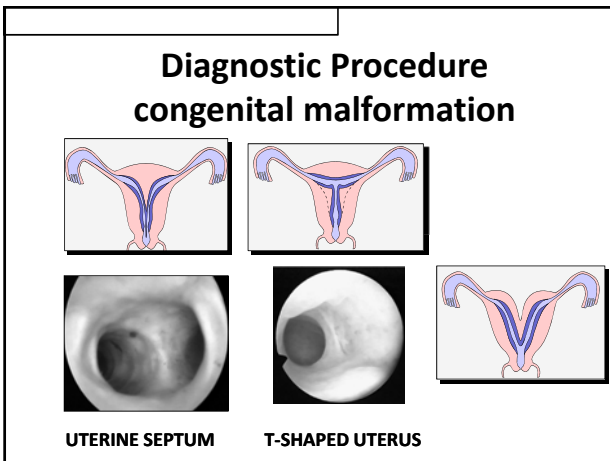 Diagnostic Procedure
congenital malformation
UTERINE SEPTUM
T-SHAPED UTERUS